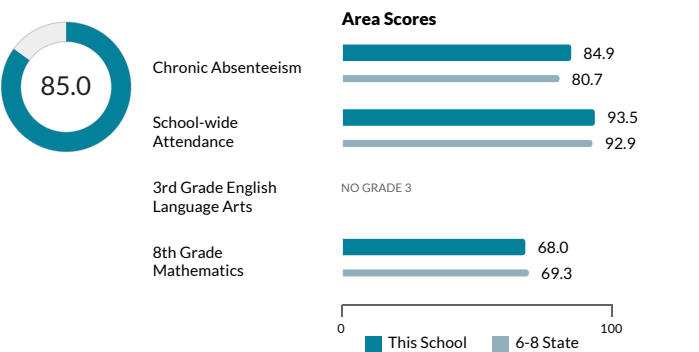 Area Scores
85.0
Chronic Absenteeism
84.9
80.7
School-wide
Attendance
93.5
92.9
3rd Grade English
Language Arts
NO GRADE 3
8th Grade
Mathematics
68.0
69.3
0 100
This School 6-8 State